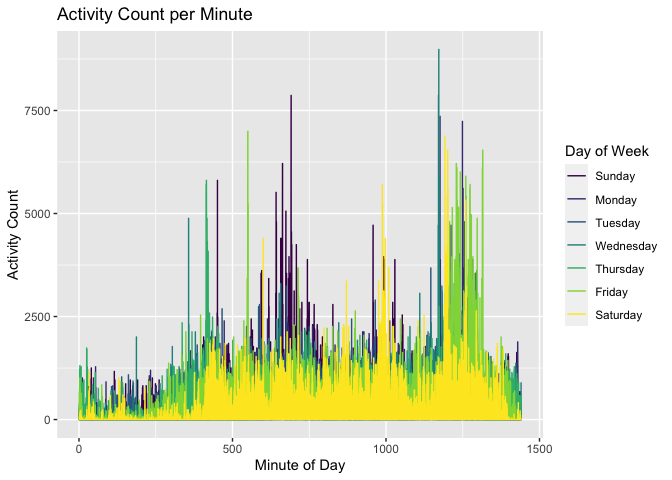 Activity Count per Minute
7500
5000
2500
0
Activity Count
0
500
1000
1500
Minute of Day
Day of Week
Sunday
Monday
Tuesday
Wednesday
Thursday
Friday
Saturday